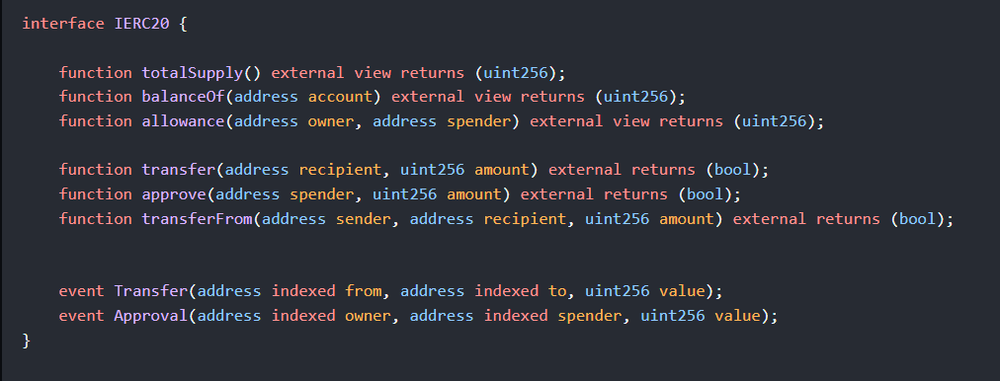 interface IERC20 {
function totalSupply() external view returns (uint256);
function balanceOf(address account) external view returns (uint256);
function allowance(address owner, address spender) external view returns (uint256);
function transfer(address recipient, uint256 amount) external returns (bool);
function approve(address spender, uint256 amount) external returns (bool);
function transferFrom(address sender, address recipient, uint256 amount) external returns (bool);
event Transfer(address indexed from, address indexed to, uint256 value);
event Approval(address indexed owner, address indexed spender, uint256 value);
}